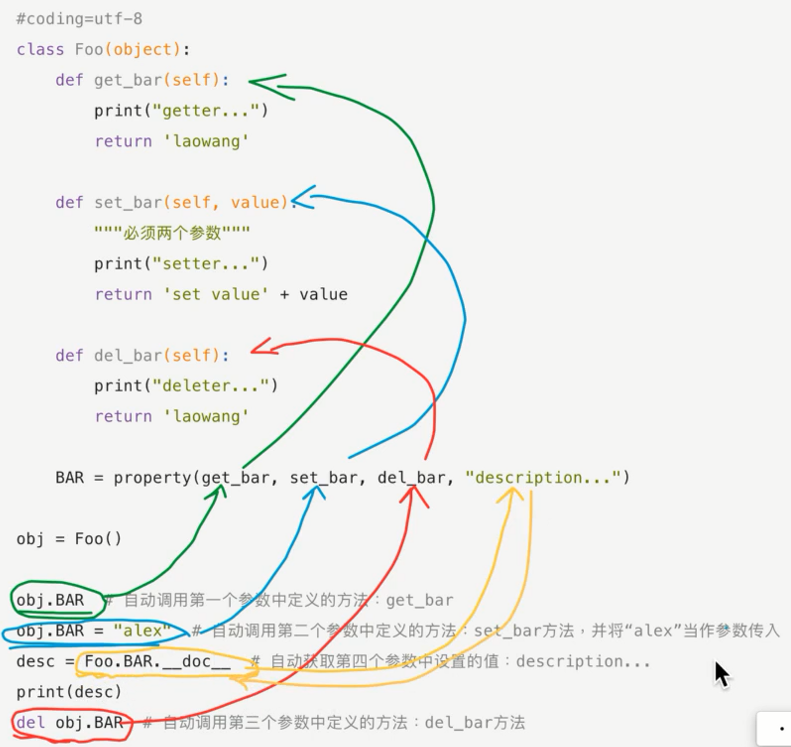 #coding=utf-8
class Foo(object):
def get_bar(self):
print("getter...")
return 'laowang'
def set_bar(self, value):
"""必须两个参数"""
print("setter...")
return 'set value' + value
def del_bar(self):
print("deleter...")
return 'laowang'
BAR = property(get_bar, set_bar, del_bar, "description...")
obj = Foo()
obj.BAR # 自动调用第一个参数中定义的方法：get_bar
obj.BAR = "alex" # 自动调用第二个参数中定义的方法：set_bar方法，并将“alex”当作参数传入
desc = Foo.BAR.__doc__ # 自动获取第四个参数中设置的值：description...
print(desc)
del obj.BAR # 自动调用第三个参数中定义的方法：del_bar方法